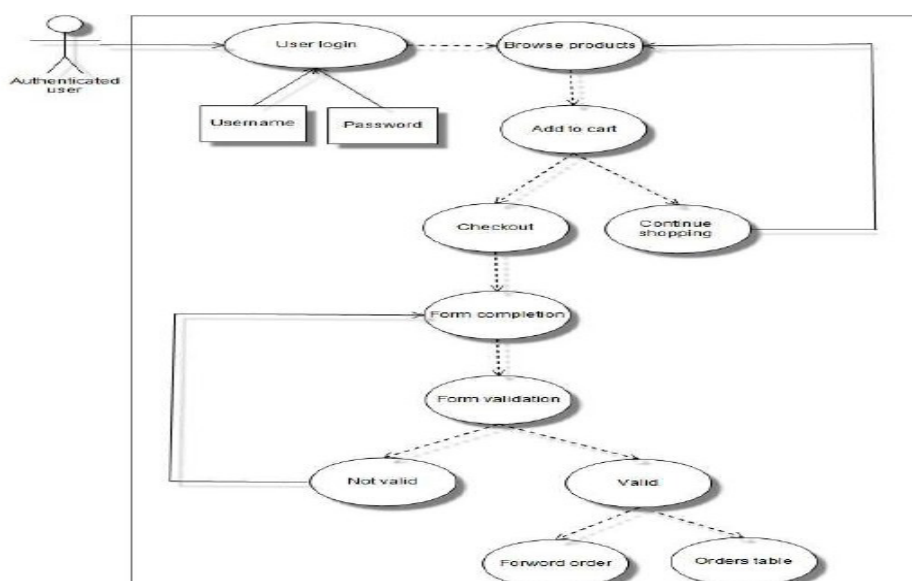 User login
Browse products
Authenticated
user
Username
Password
Add to cart
Checkout
Continue
shopping
Form completion
Form validation
Not valid
Valid
Forword order
Orders table